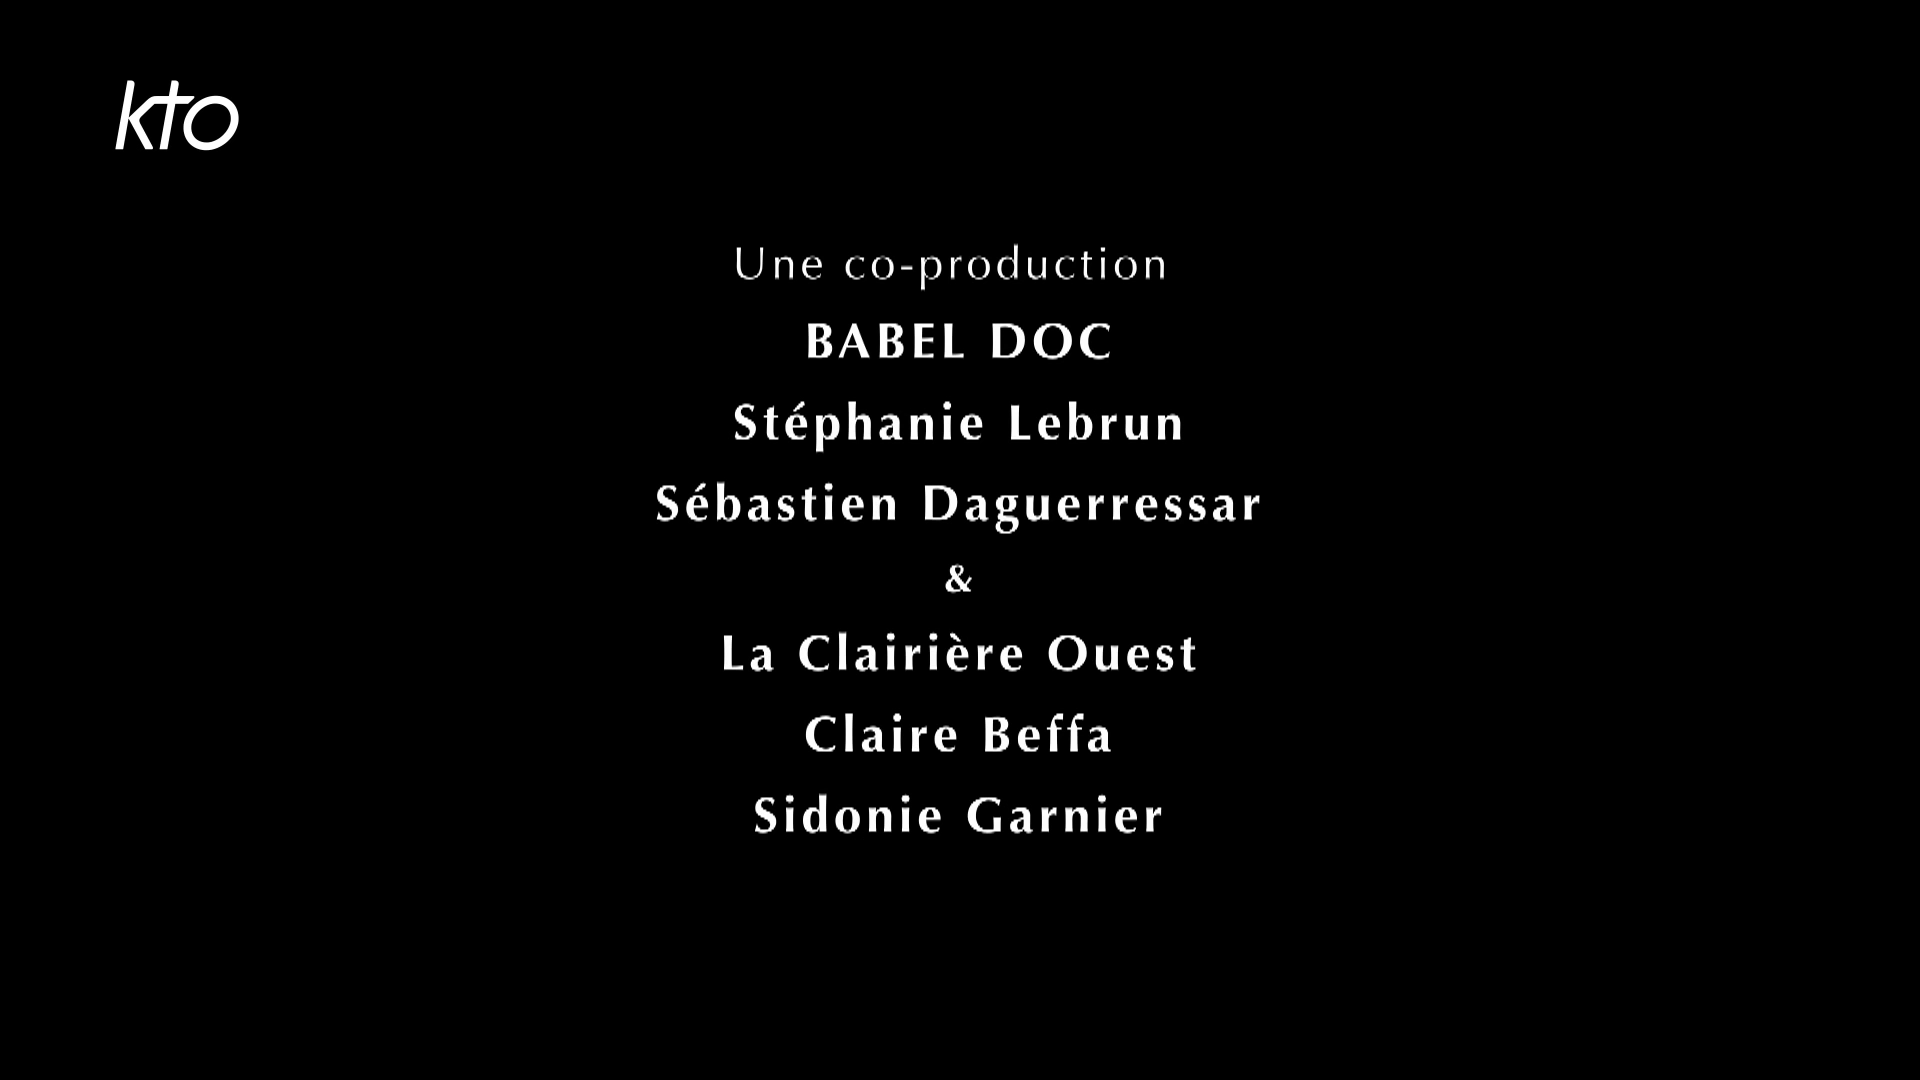 kto
Une co-production
BABEL DOC
Stéphanie Lebrun
Sébastien Daguerressar
&
La Clairière Ouest
Claire Beffa
Sidonie Garnier